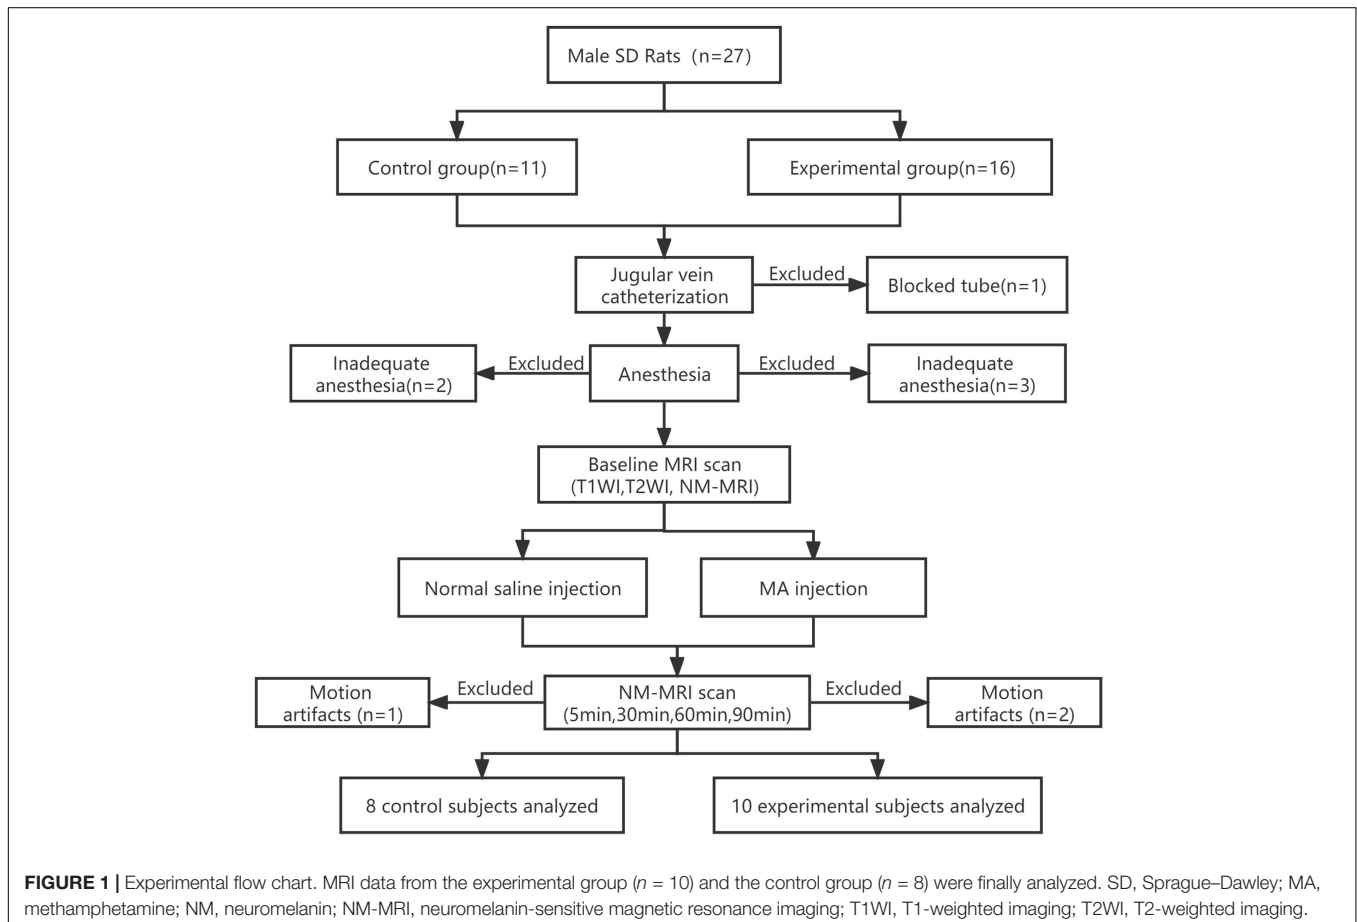 Male SD Rats (n=27)
Control group(n=11)
Experimental group(n=16)
Jugular vein
catheterization
Excluded
Blocked tube(n=1)
Inadequate
anesthesia(n=2)
Excluded
Anesthesia
Excluded
Inadequate
anesthesia(n=3)
Baseline MRI scan
(T1WI,T2WI, NM-MRI)
Normal saline injection
MA injection
Motion
artifacts (n=1)
Excluded
NM-MRI scan
(5min,30min,60min,90min)
Excluded
Motion
artifacts (n=2)
8 control subjects analyzed
10 experimental subjects analyzed
FIGURE 1 | Experimental flow chart. MRI data from the experimental group (n = 10) and the control group (n = 8) were finally analyzed. SD, Sprague–Dawley; MA,
methamphetamine; NM, neuromelanin; NM-MRI, neuromelanin-sensitive magnetic resonance imaging; T1WI, T1-weighted imaging; T2WI, T2-weighted imaging.